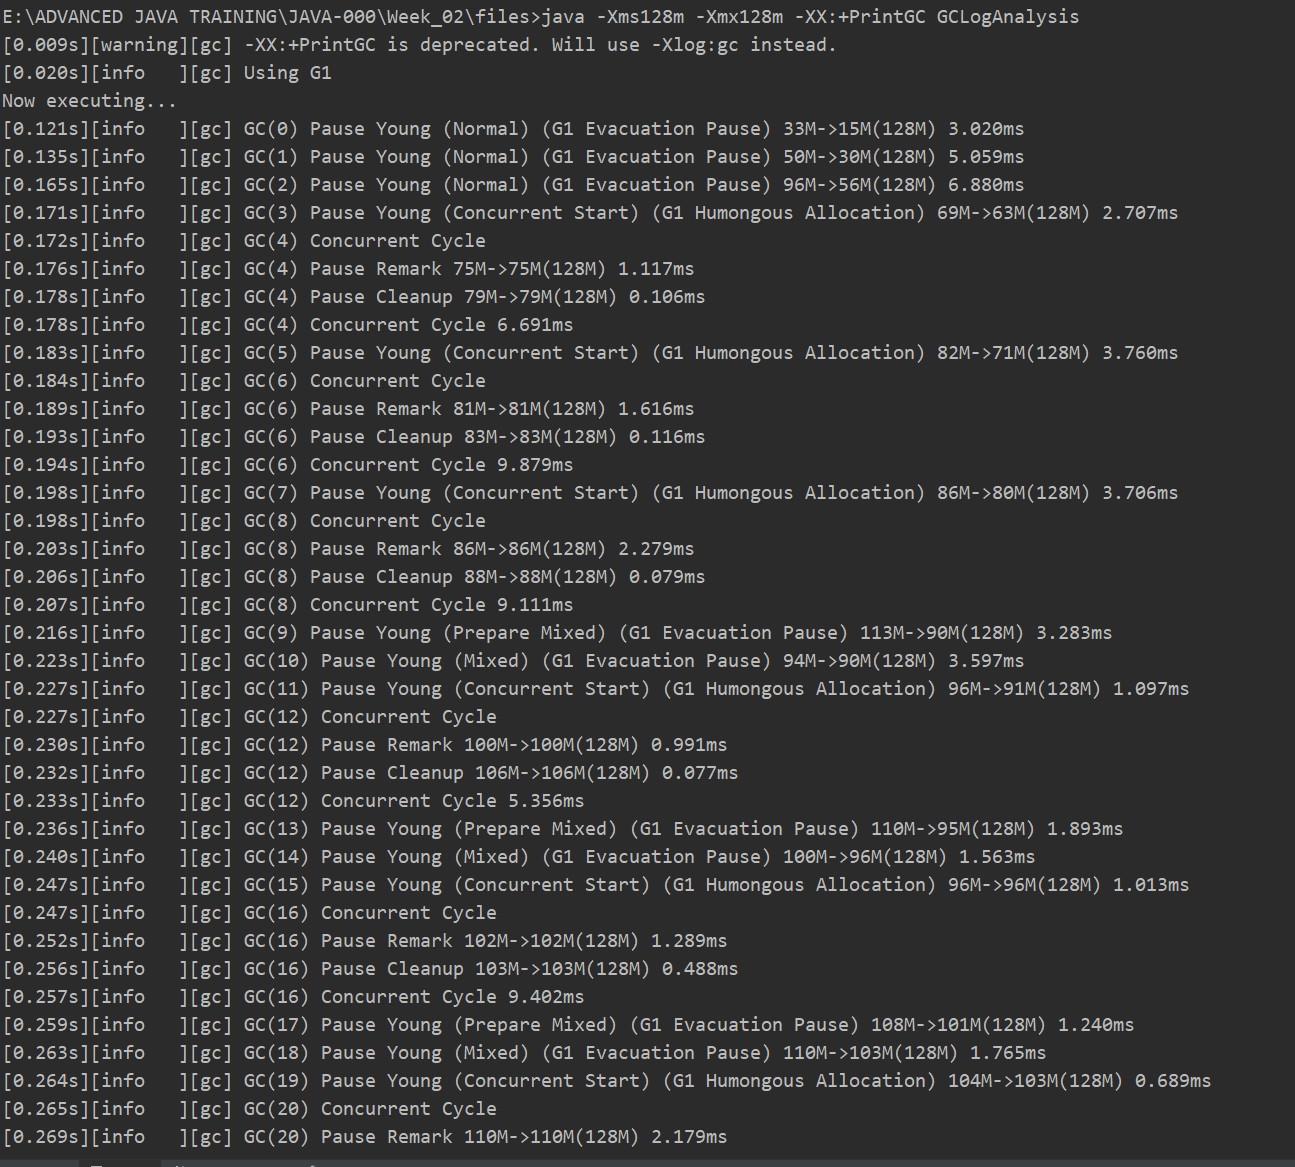 E:\ADVANCED JAVA TRAINING\JAVA-000\Week_02\files>java -Xms128m -Xmx128m -XX:+PrintGC GCLogAnalysis
[0.009s][warning][gc] -XX:+PrintGC is deprecated. Will use -Xlog:gc instead.
[0.020s][info   ][gc] Using G1
Now executing...
[0.121s][info   ][gc] GC(0) Pause Young (Normal) (G1 Evacuation Pause) 33M->15M(128M) 3.020ms
[0.135s][info   ][gc] GC(1) Pause Young (Normal) (G1 Evacuation Pause) 50M->30M(128M) 5.059ms
[0.165s][info   ][gc] GC(2) Pause Young (Normal) (G1 Evacuation Pause) 96M->56M(128M) 6.880ms
[0.171s][info   ][gc] GC(3) Pause Young (Concurrent Start) (G1 Humongous Allocation) 69M->63M(128M) 2.707ms
[0.172s][info   ][gc] GC(4) Concurrent Cycle
[0.176s][info   ][gc] GC(4) Pause Remark 75M->75M(128M) 1.117ms
[0.178s][info   ][gc] GC(4) Pause Cleanup 79M->79M(128M) 0.106ms
[0.178s][info   ][gc] GC(4) Concurrent Cycle 6.691ms
[0.183s][info   ][gc] GC(5) Pause Young (Concurrent Start) (G1 Humongous Allocation) 82M->71M(128M) 3.760ms
[0.184s][info   ][gc] GC(6) Concurrent Cycle
[0.189s][info   ][gc] GC(6) Pause Remark 81M->81M(128M) 1.616ms
[0.193s][info   ][gc] GC(6) Pause Cleanup 83M->83M(128M) 0.116ms
[0.194s][info   ][gc] GC(6) Concurrent Cycle 9.879ms
[0.198s][info   ][gc] GC(7) Pause Young (Concurrent Start) (G1 Humongous Allocation) 86M->80M(128M) 3.706ms
[0.198s][info   ][gc] GC(8) Concurrent Cycle
[0.203s][info   ][gc] GC(8) Pause Remark 86M->86M(128M) 2.279ms
[0.206s][info   ][gc] GC(8) Pause Cleanup 88M->88M(128M) 0.079ms
[0.207s][info   ][gc] GC(8) Concurrent Cycle 9.111ms
[0.216s][info   ][gc] GC(9) Pause Young (Prepare Mixed) (G1 Evacuation Pause) 113M->90M(128M) 3.283ms
[0.223s][info   ][gc] GC(10) Pause Young (Mixed) (G1 Evacuation Pause) 94M->90M(128M) 3.597ms
[0.227s][info   ][gc] GC(11) Pause Young (Concurrent Start) (G1 Humongous Allocation) 96M->91M(128M) 1.097ms
[0.227s][info   ][gc] GC(12) Concurrent Cycle
[0.230s][info   ][gc] GC(12) Pause Remark 100M->100M(128M) 0.991ms
[0.232s][info   ][gc] GC(12) Pause Cleanup 106M->106M(128M) 0.077ms
[0.233s][info   ][gc] GC(12) Concurrent Cycle 5.356ms
[0.236s][info   ][gc] GC(13) Pause Young (Prepare Mixed) (G1 Evacuation Pause) 110M->95M(128M) 1.893ms
[0.240s][info   ][gc] GC(14) Pause Young (Mixed) (G1 Evacuation Pause) 100M->96M(128M) 1.563ms
[0.247s][info   ][gc] GC(15) Pause Young (Concurrent Start) (G1 Humongous Allocation) 96M->96M(128M) 1.013ms
[0.247s][info   ][gc] GC(16) Concurrent Cycle
[0.252s][info   ][gc] GC(16) Pause Remark 102M->102M(128M) 1.289ms
[0.256s][info   ][gc] GC(16) Pause Cleanup 103M->103M(128M) 0.488ms
[0.257s][info   ][gc] GC(16) Concurrent Cycle 9.402ms
[0.259s][info   ][gc] GC(17) Pause Young (Prepare Mixed) (G1 Evacuation Pause) 108M->101M(128M) 1.240ms
[0.263s][info   ][gc] GC(18) Pause Young (Mixed) (G1 Evacuation Pause) 110M->103M(128M) 1.765ms
[0.264s][info   ][gc] GC(19) Pause Young (Concurrent Start) (G1 Humongous Allocation) 104M->103M(128M) 0.689ms
[0.265s][info   ][gc] GC(20) Concurrent Cycle
[0.269s][info   ][gc] GC(20) Pause Remark 110M->110M(128M) 2.179ms